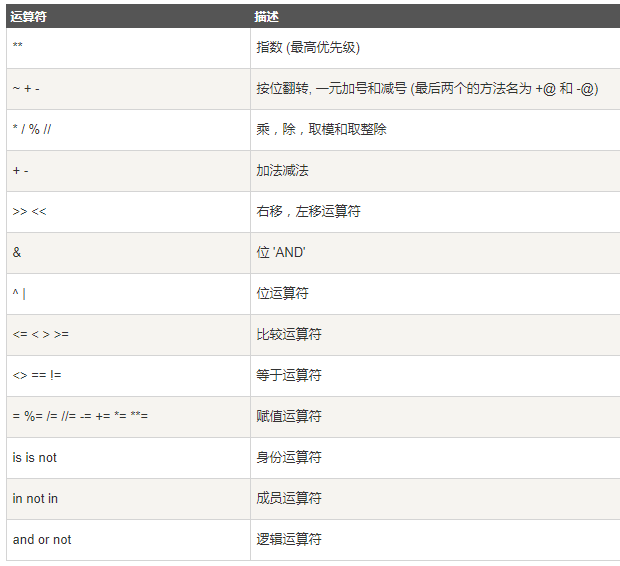 运算符 描述
** 指数 (最高优先级)
~ + - 按位翻转, 一元加号和减号 (最后两个的方法名为 +@ 和 -@)
* / % // 乘，除，取模和取整除
+ - 加法减法
>> << 右移，左移运算符
& 位 'AND'
^ | 位运算符
<= < > >= 比较运算符
<> == != 等于运算符
= %= /= //= -= += *= **= 赋值运算符
is is not 身份运算符
in not in 成员运算符
and or not 逻辑运算符